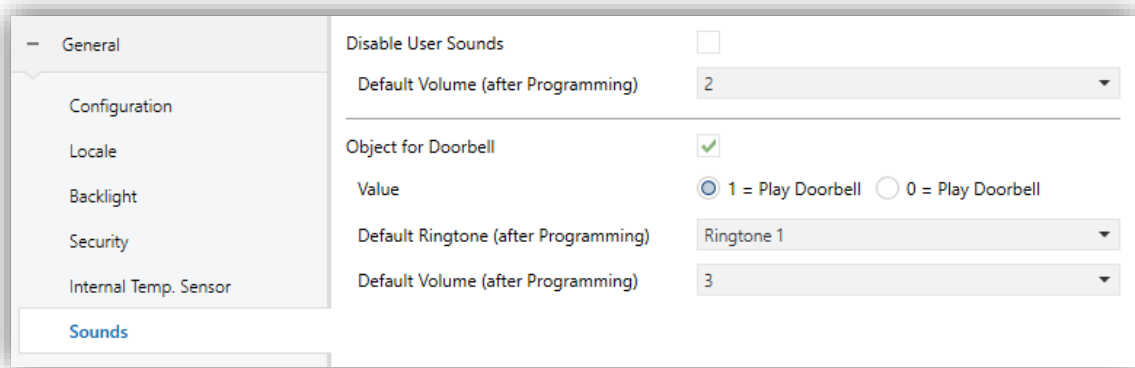 − General
Configuration
Locale
Backlight
Security
Internal Temp. Sensor
Sounds
Disable User Sounds
Default Volume (after Programming) 2
Object for Doorbell
Value 1 = Play Doorbell 0 = Play Doorbell
Default Ringtone (after Programming) Ringtone 1
Default Volume (after Programming) 3